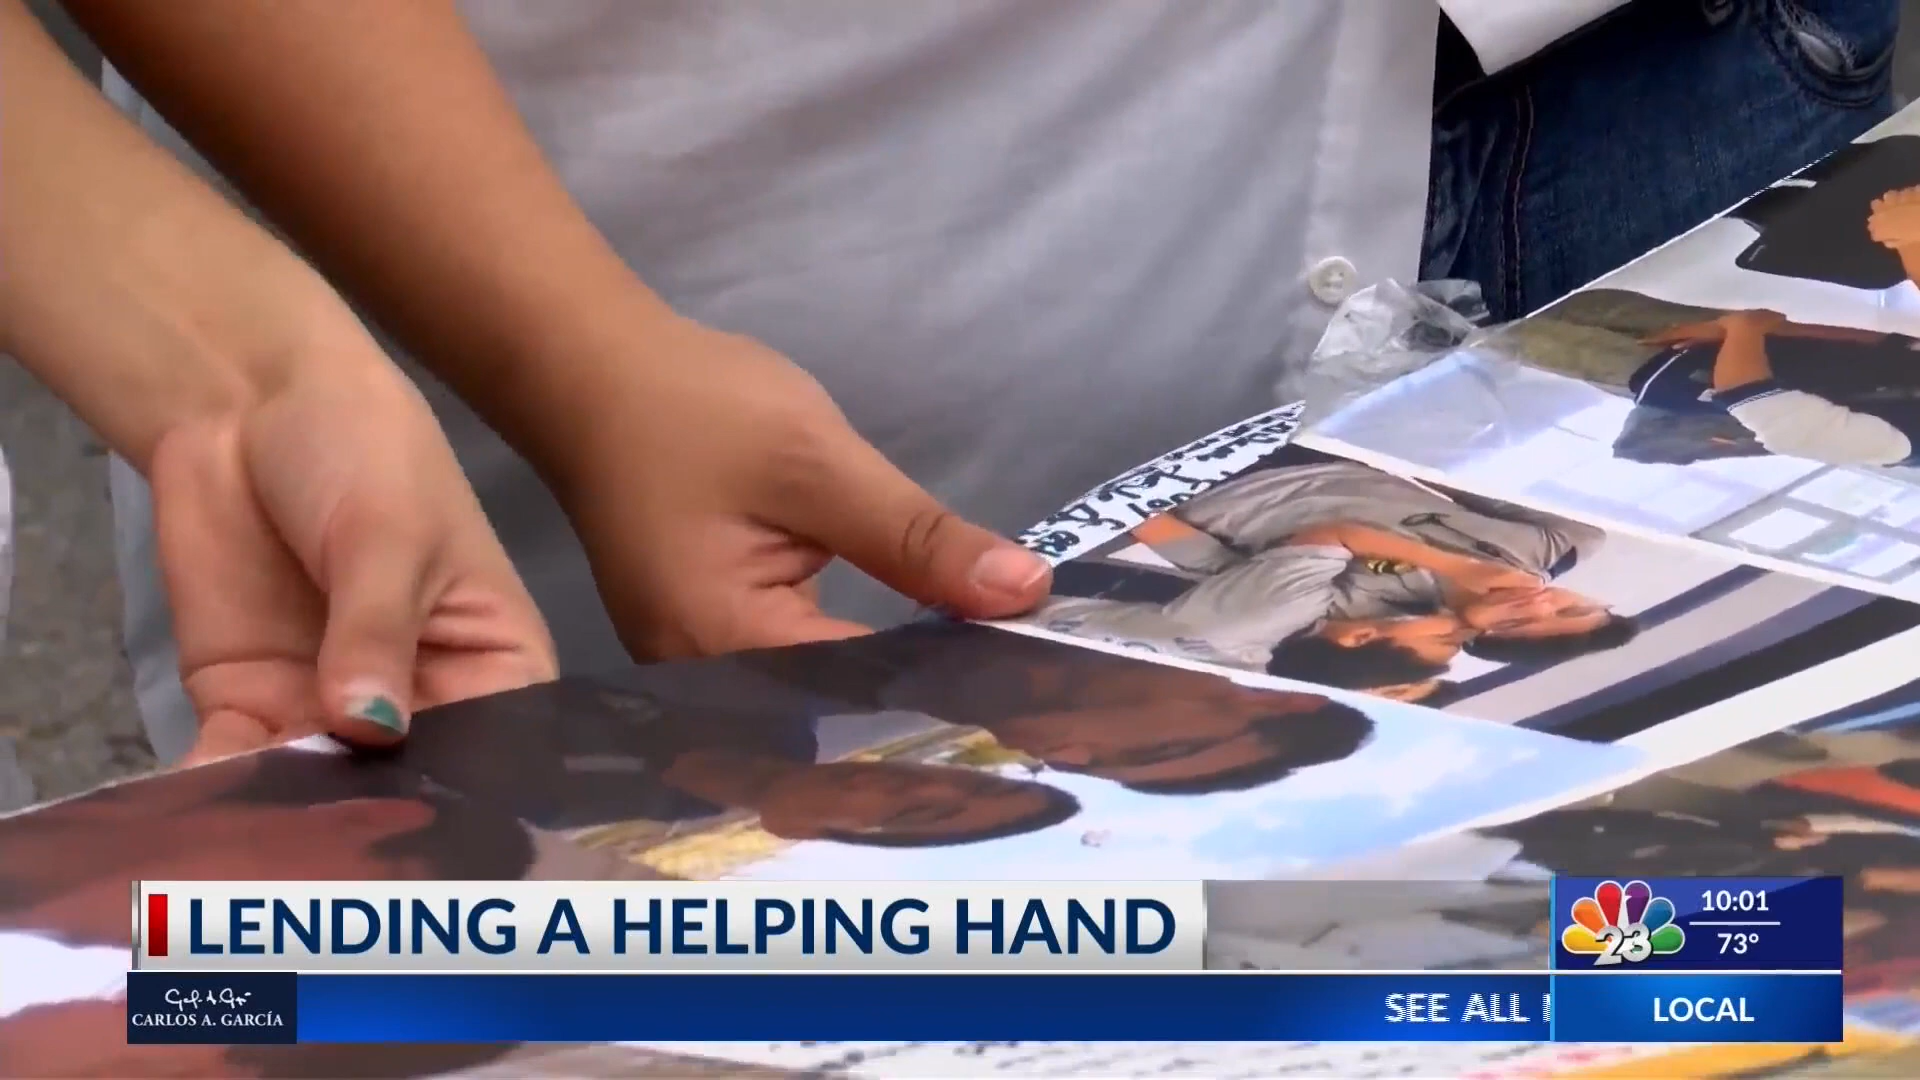 LENDING A HELPING HAND
23
10:01
73°
CARLOS A. GARCÍA
SEE ALL
LOCAL